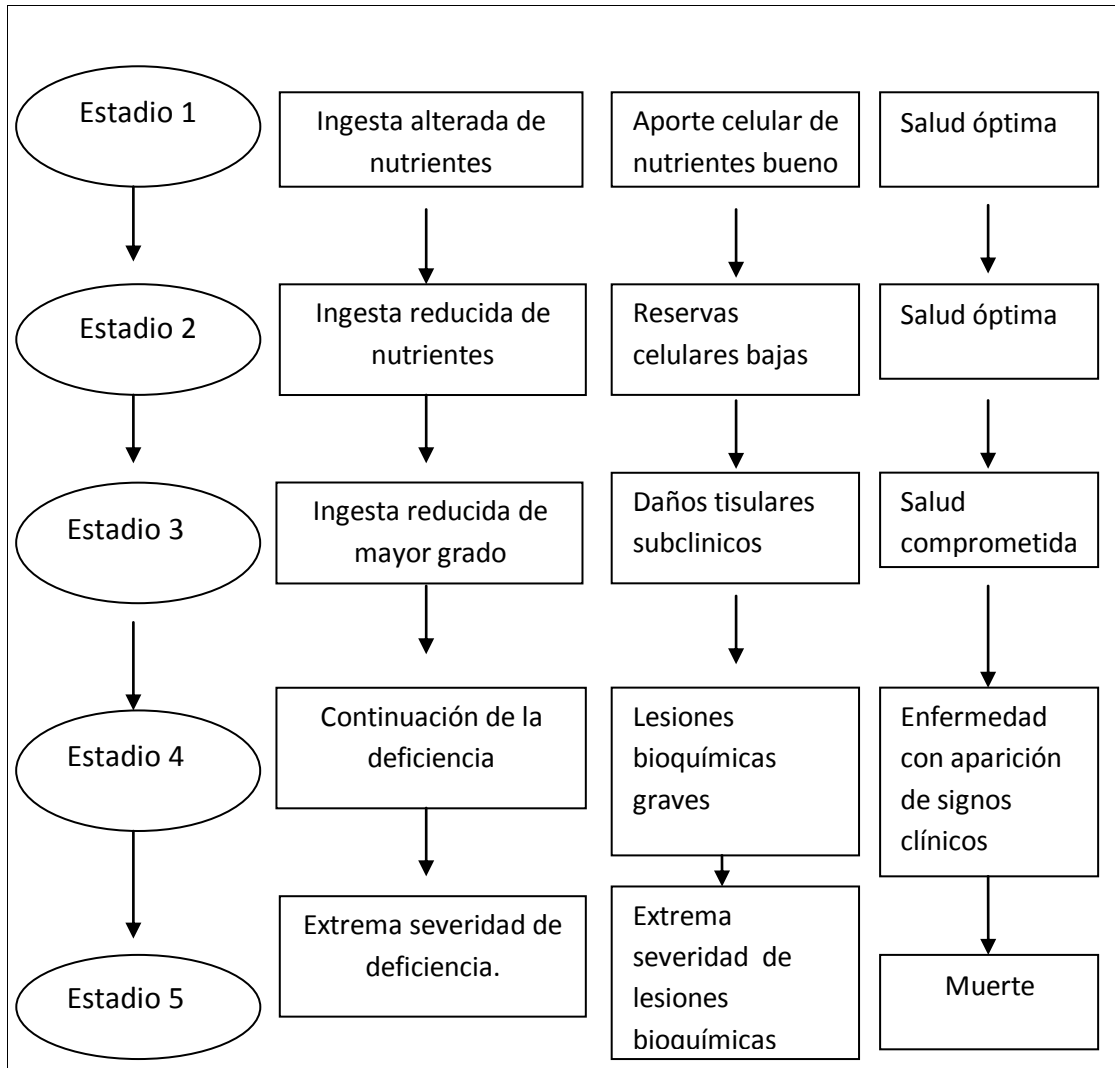 Estadio 1
Ingesta alterada de
nutrientes
Aporte celular de
nutrientes bueno
Salud óptima
Estadio 2
Ingesta reducida de
nutrientes
Reservas
celulares bajas
Salud óptima
Estadio 3
Ingesta reducida de
mayor grado
Daños tisulares
subclinicos
Salud
comprometida
Estadio 4
Continuación de la
deficiencia
Lesiones
bioquímicas
graves
Enfermedad
con aparición
de signos
clínicos
Estadio 5
Extrema severidad de
deficiencia.
Extrema
severidad de
lesiones
bioquímicas
Muerte